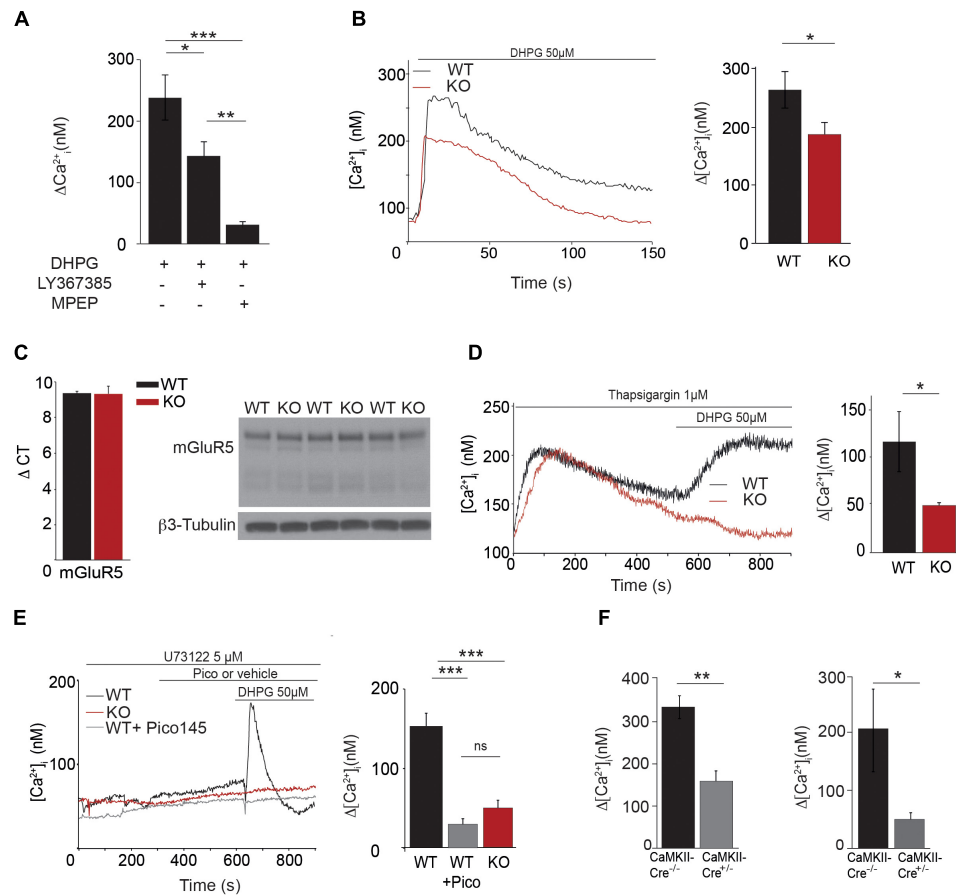 A
***
*
**
300
200
100
0
ΔCa²⁺ᵢ(nM)
DHPG + + +
LY367385 - + -
MPEP - - +
B
DHPG 50µM
WT
KO
300
200
100
[Ca²⁺]ᵢ (nM)
0 50 100 150
Time (s)
*
300
200
100
0
Δ[Ca²⁺]ᵢ(nM)
WT KO
C
10
8
6
4
2
0
Δ CT
mGluR5
WT
KO
WT KO WT KO WT KO
mGluR5
β3-Tubulin
D
Thapsigargin 1µM
DHPG 50µM
250
200
150
100
[Ca²⁺]ᵢ (nM)
WT
KO
0 200 400 600 800
Time (s)
*
150
100
50
0
Δ[Ca²⁺]ᵢ(nM)
WT KO
E
U73122 5 µM
Pico or vehicle
DHPG 50µM
WT
KO
WT+ Pico145
200
100
0
[Ca²⁺]ᵢ (nM)
0 200 400 600 800
Time (s)
***
***
ns
200
100
0
Δ[Ca²⁺]ᵢ(nM)
WT WT KO
+Pico
F
**
400
300
200
100
0
Δ[Ca²⁺]ᵢ(nM)
CaMKII- CaMKII-
Cre⁻/⁻ Cre⁺/⁻
*
300
200
100
0
Δ[Ca²⁺]ᵢ(nM)
CaMKII- CaMKII-
Cre⁻/⁻ Cre⁺/⁻